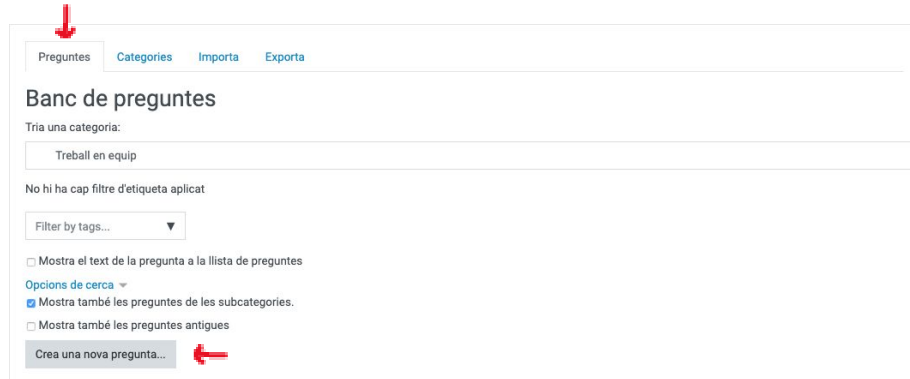 Preguntes Categories Importa Exporta
Banc de preguntes
Tria una categoria:
Treball en equip
No hi ha cap filtre d'etiqueta aplicat
Filter by tags...
Mostra el text de la pregunta a la llista de preguntes
Opcions de cerca
Mostra també les preguntes de les subcategories.
Mostra també les preguntes antigues
Crea una nova pregunta...